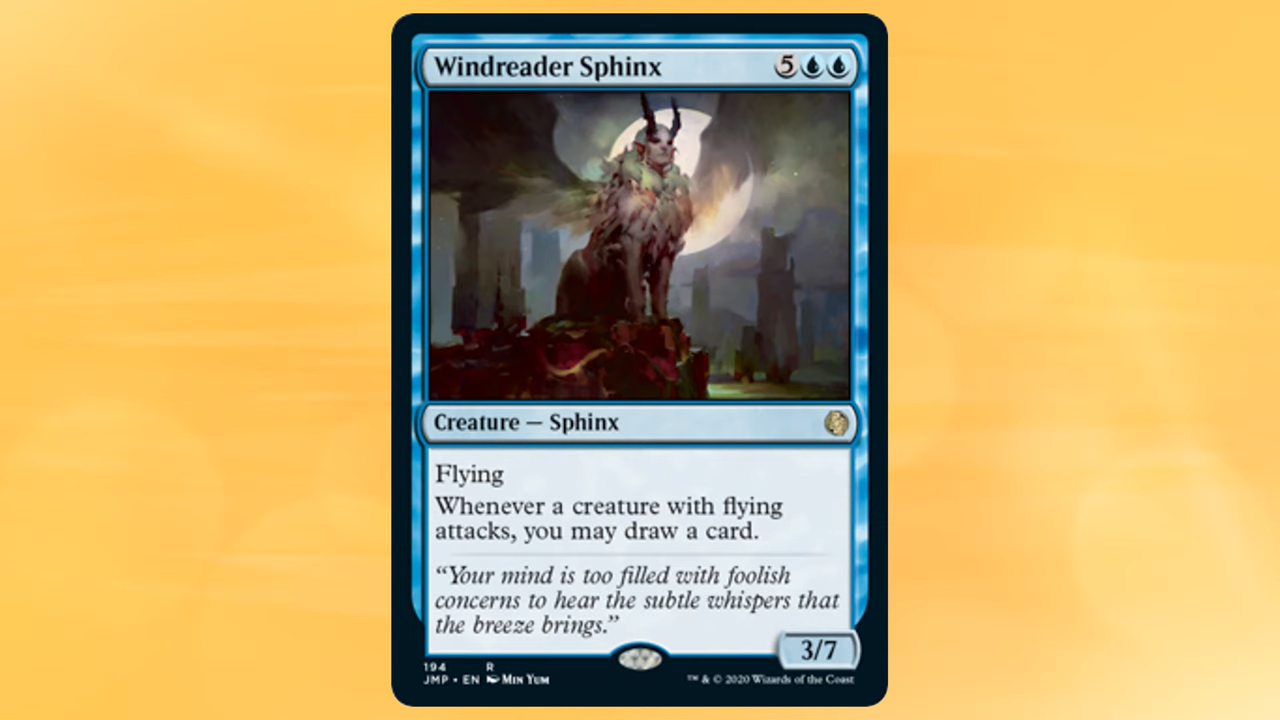 Windreader Sphinx 5
Creature — Sphinx
Flying
Whenever a creature with flying
attacks, you may draw a card.
“Your mind is too filled with foolish
concerns to hear the subtle whispers that
the breeze brings.”
3/7
194 R
JMP • EN Min Yum
™ & © 2020 Wizards of the Coast